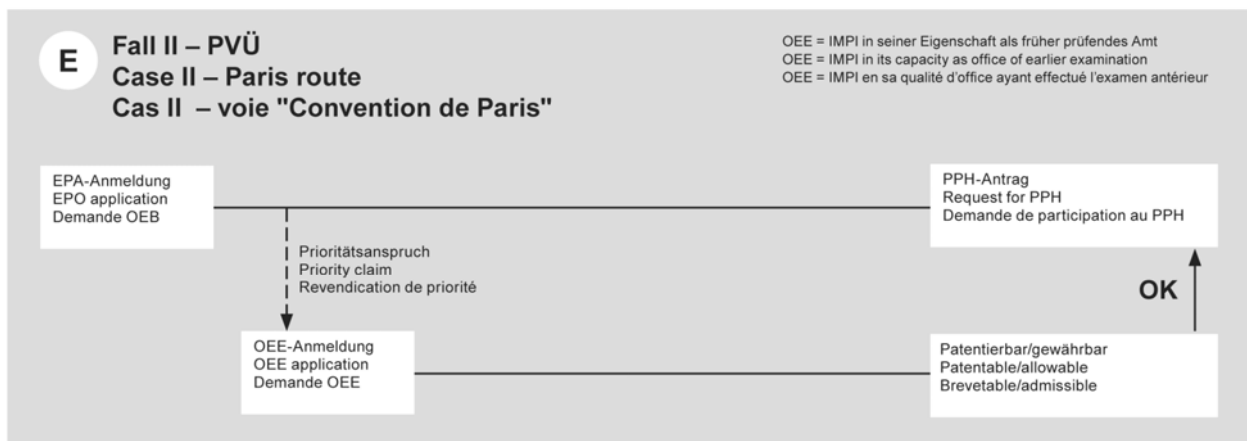 E
Fall II – PVÜ
Case II – Paris route
Cas II – voie "Convention de Paris"
OEE = IMPI in seiner Eigenschaft als früher prüfendes Amt
OEE = IMPI in its capacity as office of earlier examination
OEE = IMPI en sa qualité d'office ayant effectué l'examen antérieur
EPA-Anmeldung
EPO application
Demande OEB
PPH-Antrag
Request for PPH
Demande de participation au PPH
Prioritätsanspruch
Priority claim
Revendication de priorité
OK
OEE-Anmeldung
OEE application
Demande OEE
Patentierbar/gewährbar
Patentable/allowable
Brevetable/admissible